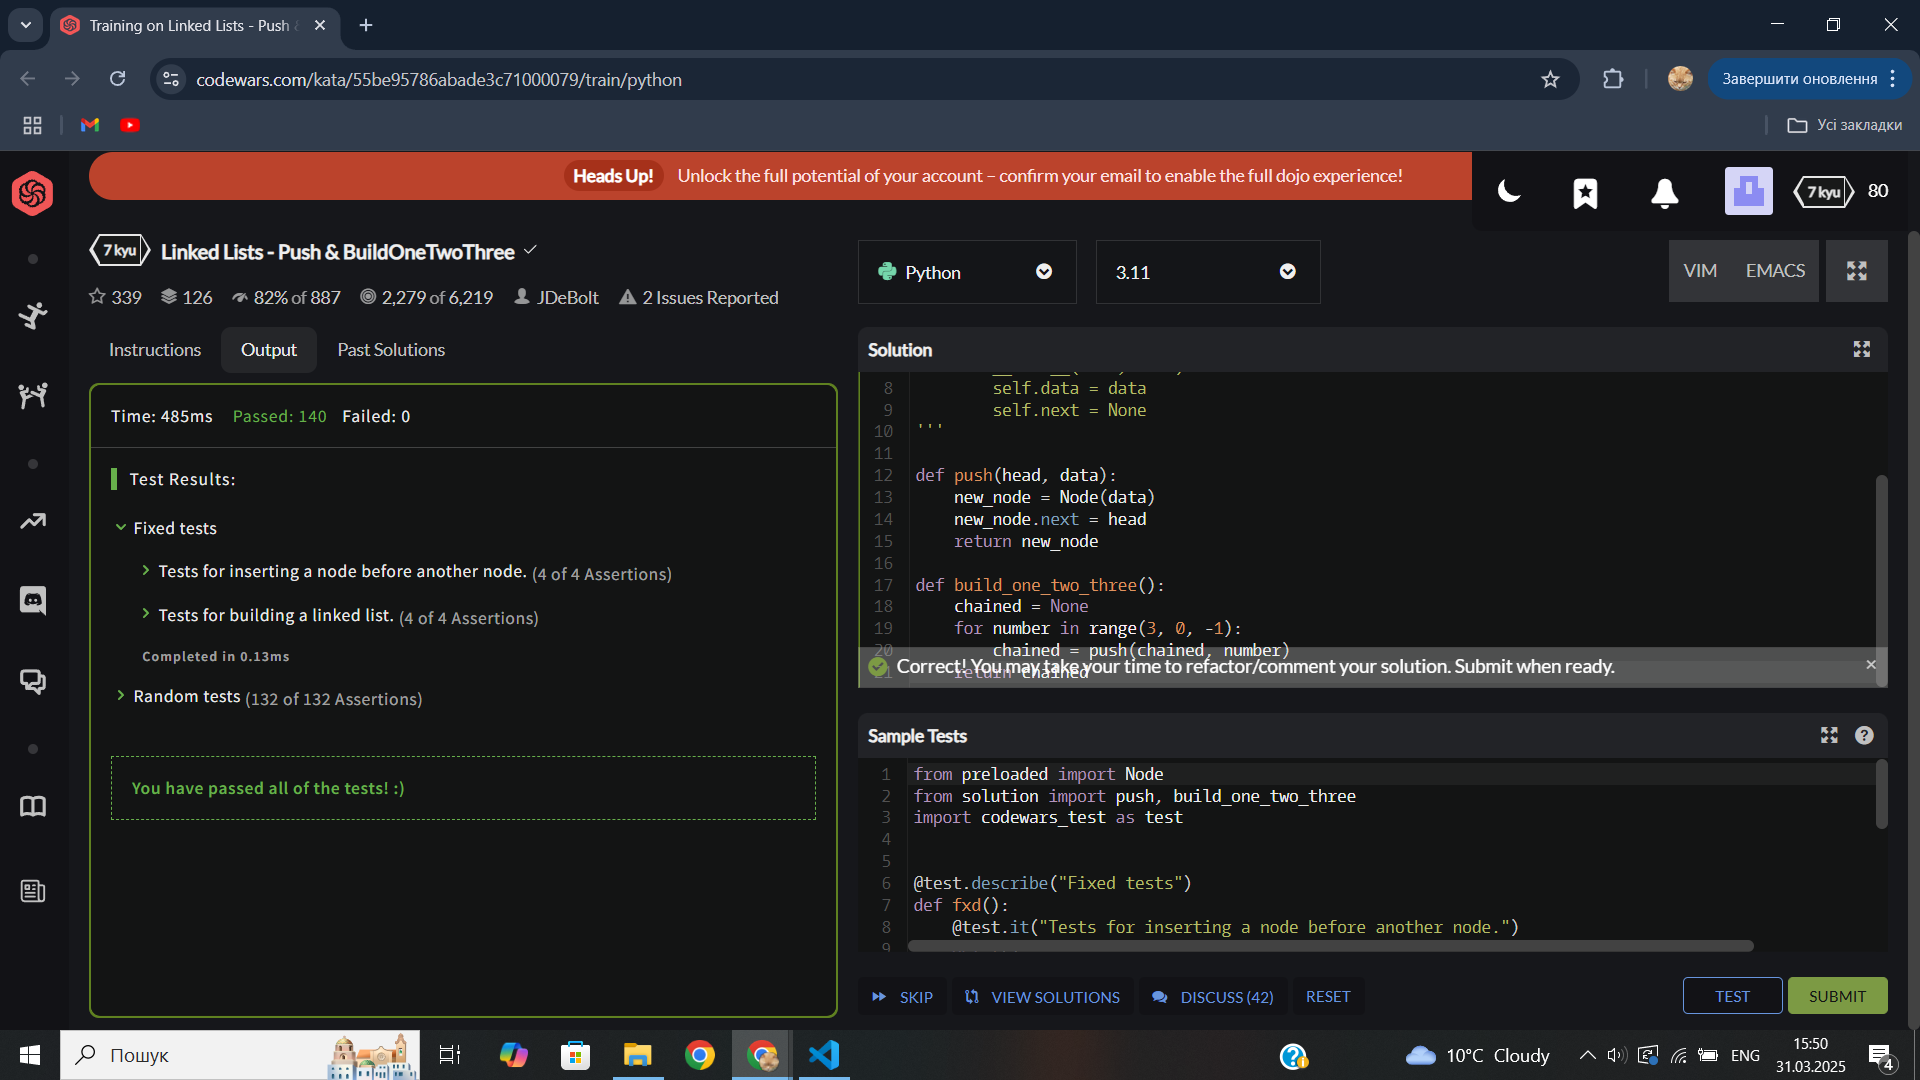 Training on Linked Lists - Push
codewars.com/kata/55be95786abade3c71000079/train/python
Завершити оновлення
Усі закладки
Heads Up! Unlock the full potential of your account – confirm your email to enable the full dojo experience!
7 kyu 80
7 kyu Linked Lists - Push & BuildOneTwoThree
339 126 82% of 887 2,279 of 6,219 JDeBolt 2 Issues Reported
Python 3.11 VIM EMACS
Instructions Output Past Solutions
Time: 485ms Passed: 140 Failed: 0
Test Results:
Fixed tests
Tests for inserting a node before another node. (4 of 4 Assertions)
Tests for building a linked list. (4 of 4 Assertions)
Completed in 0.13ms
Random tests (132 of 132 Assertions)
You have passed all of the tests! :)
Solution
8 self.data = data
9 self.next = None
10 '''
11
12 def push(head, data):
13 new_node = Node(data)
14 new_node.next = head
15 return new_node
16
17 def build_one_two_three():
18 chained = None
19 for number in range(3, 0, -1):
20 chained = push(chained, number)
21 return chained
Correct! You may take your time to refactor/comment your solution. Submit when ready.
Sample Tests
1 from preloaded import Node
2 from solution import push, build_one_two_three
3 import codewars_test as test
4
5
6 @test.describe("Fixed tests")
7 def fxd():
8 @test.it("Tests for inserting a node before another node.")
9
SKIP VIEW SOLUTIONS DISCUSS (42) RESET TEST SUBMIT
Пошук
10°C Cloudy
ENG
15:50
31.03.2025
4